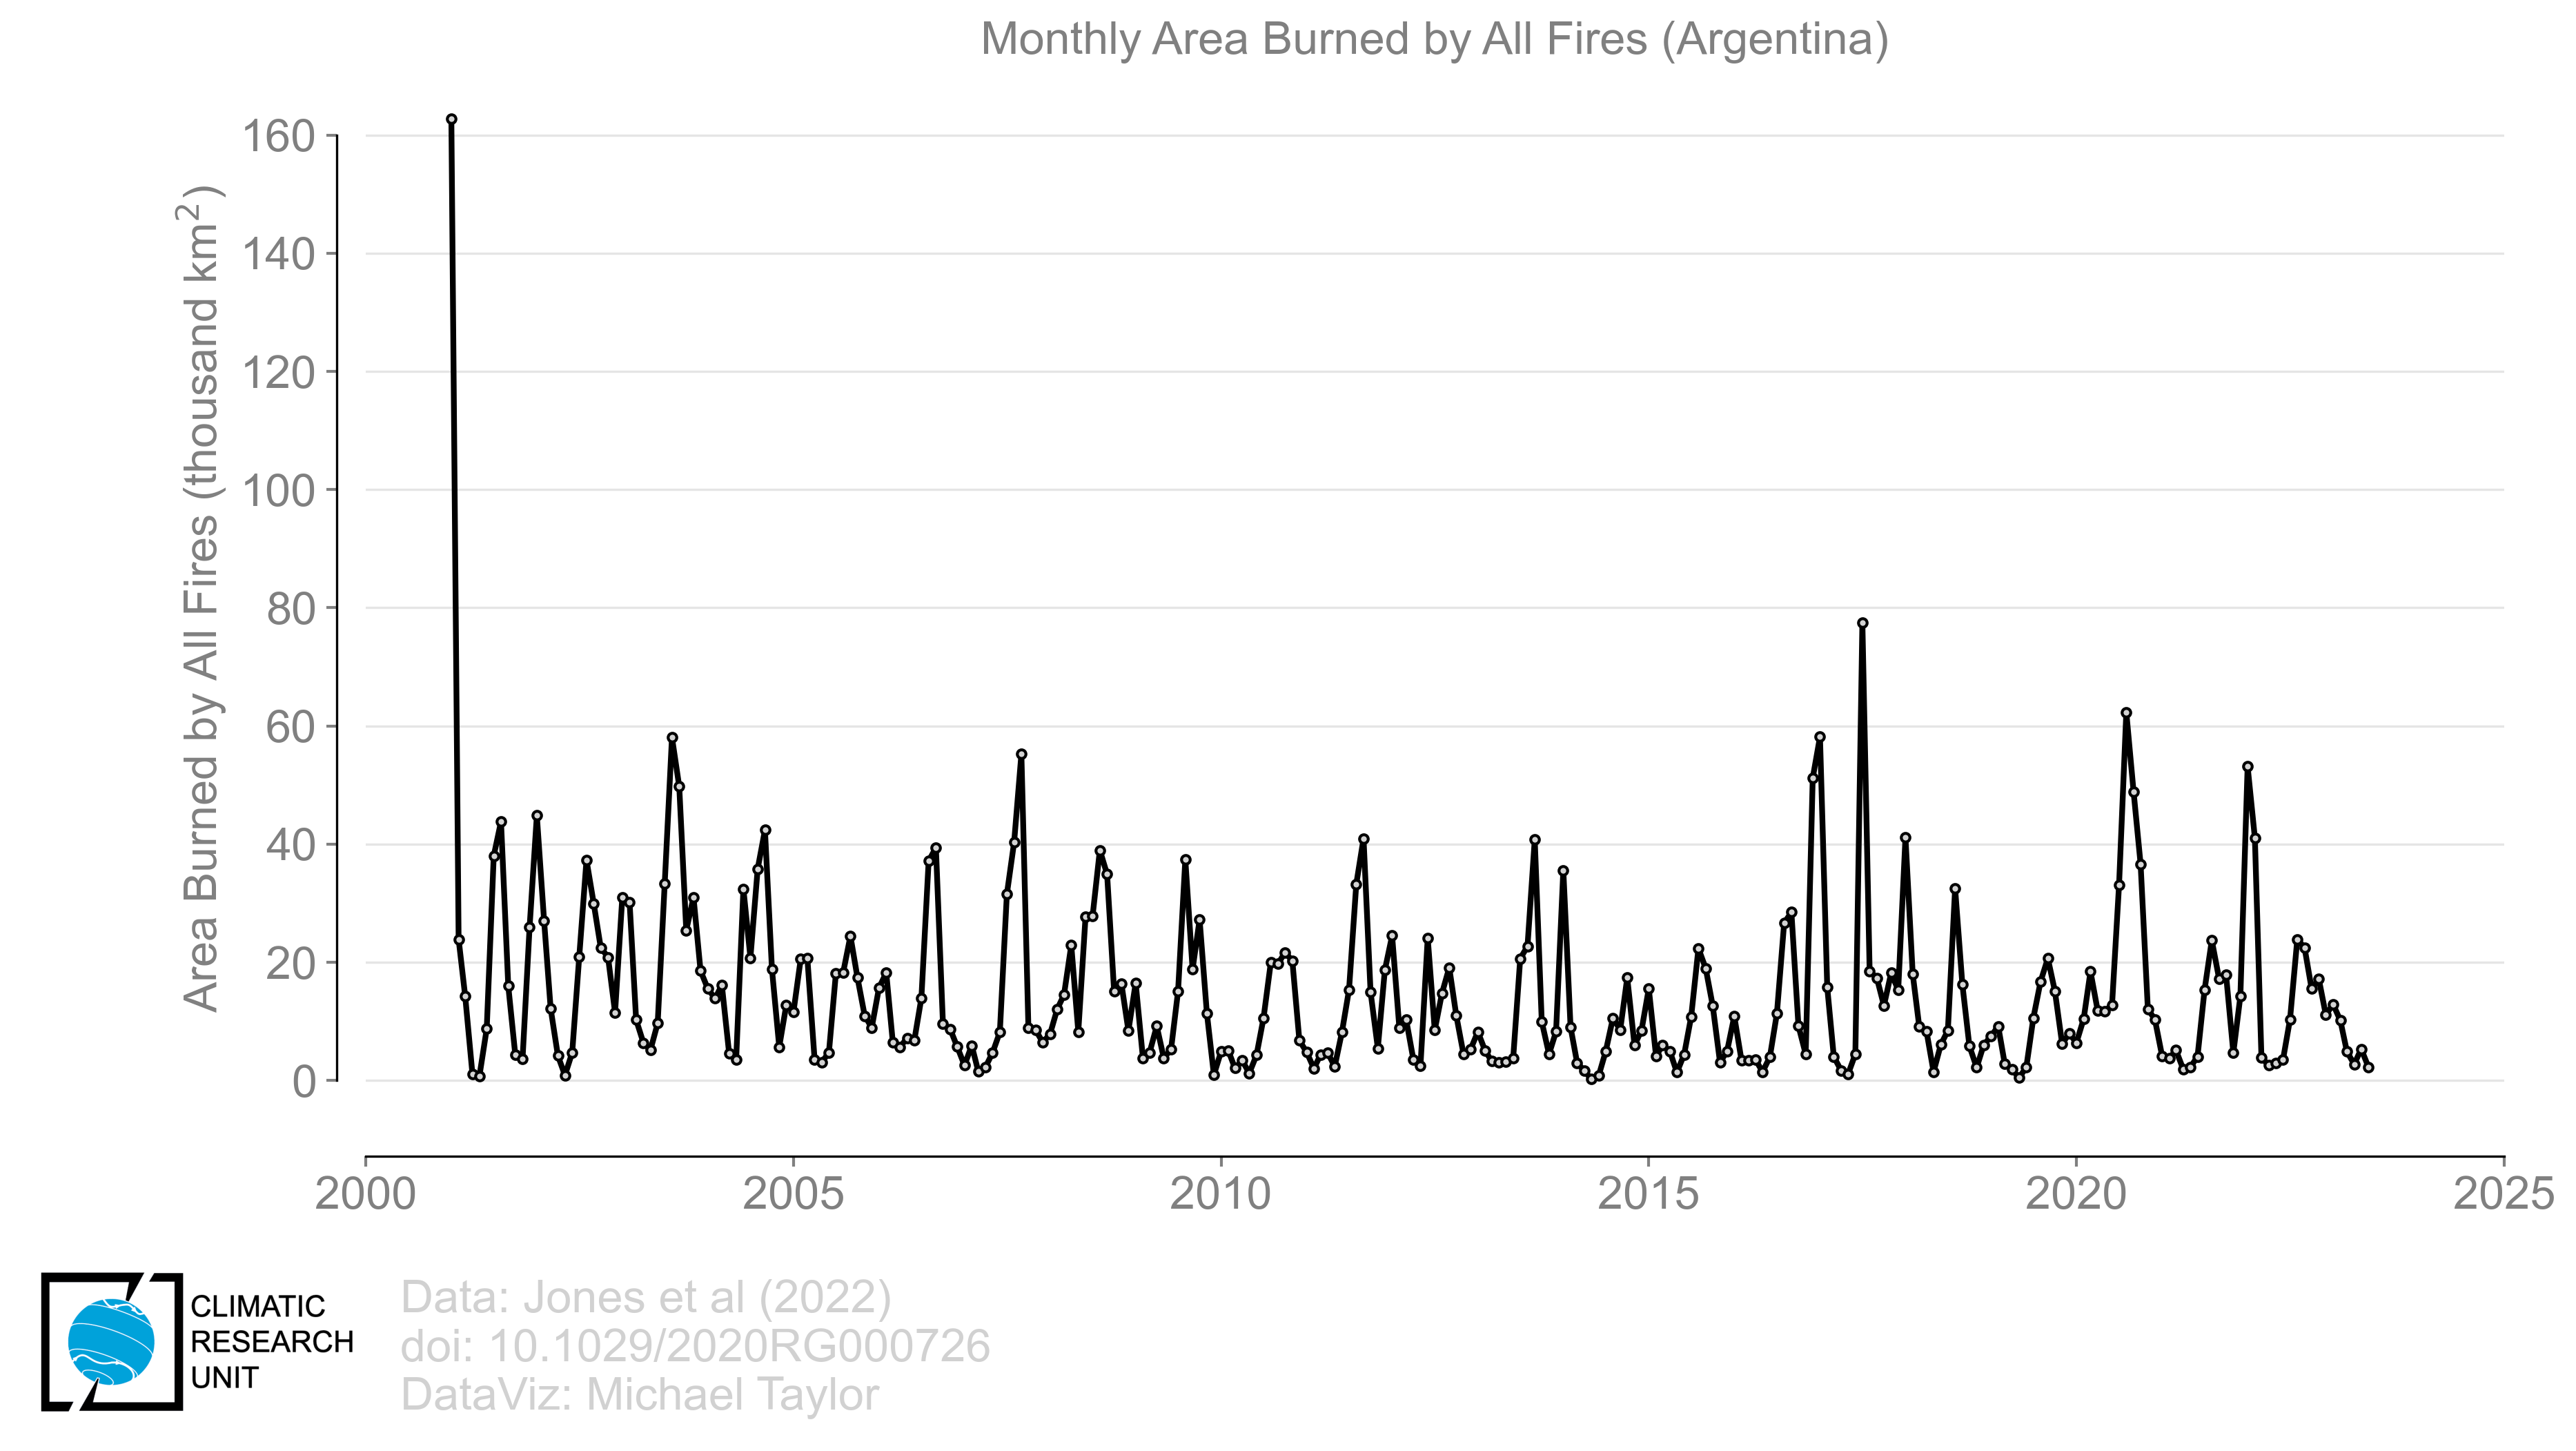 Monthly Area Burned by All Fires (Argentina)
Area Burned by All Fires (thousand km²)
160
140
120
100
80
60
40
20
0
2000
2005
2010
2015
2020
2025
CLIMATIC
RESEARCH
UNIT
Data: Jones et al (2022)
doi: 10.1029/2020RG000726
DataViz: Michael Taylor